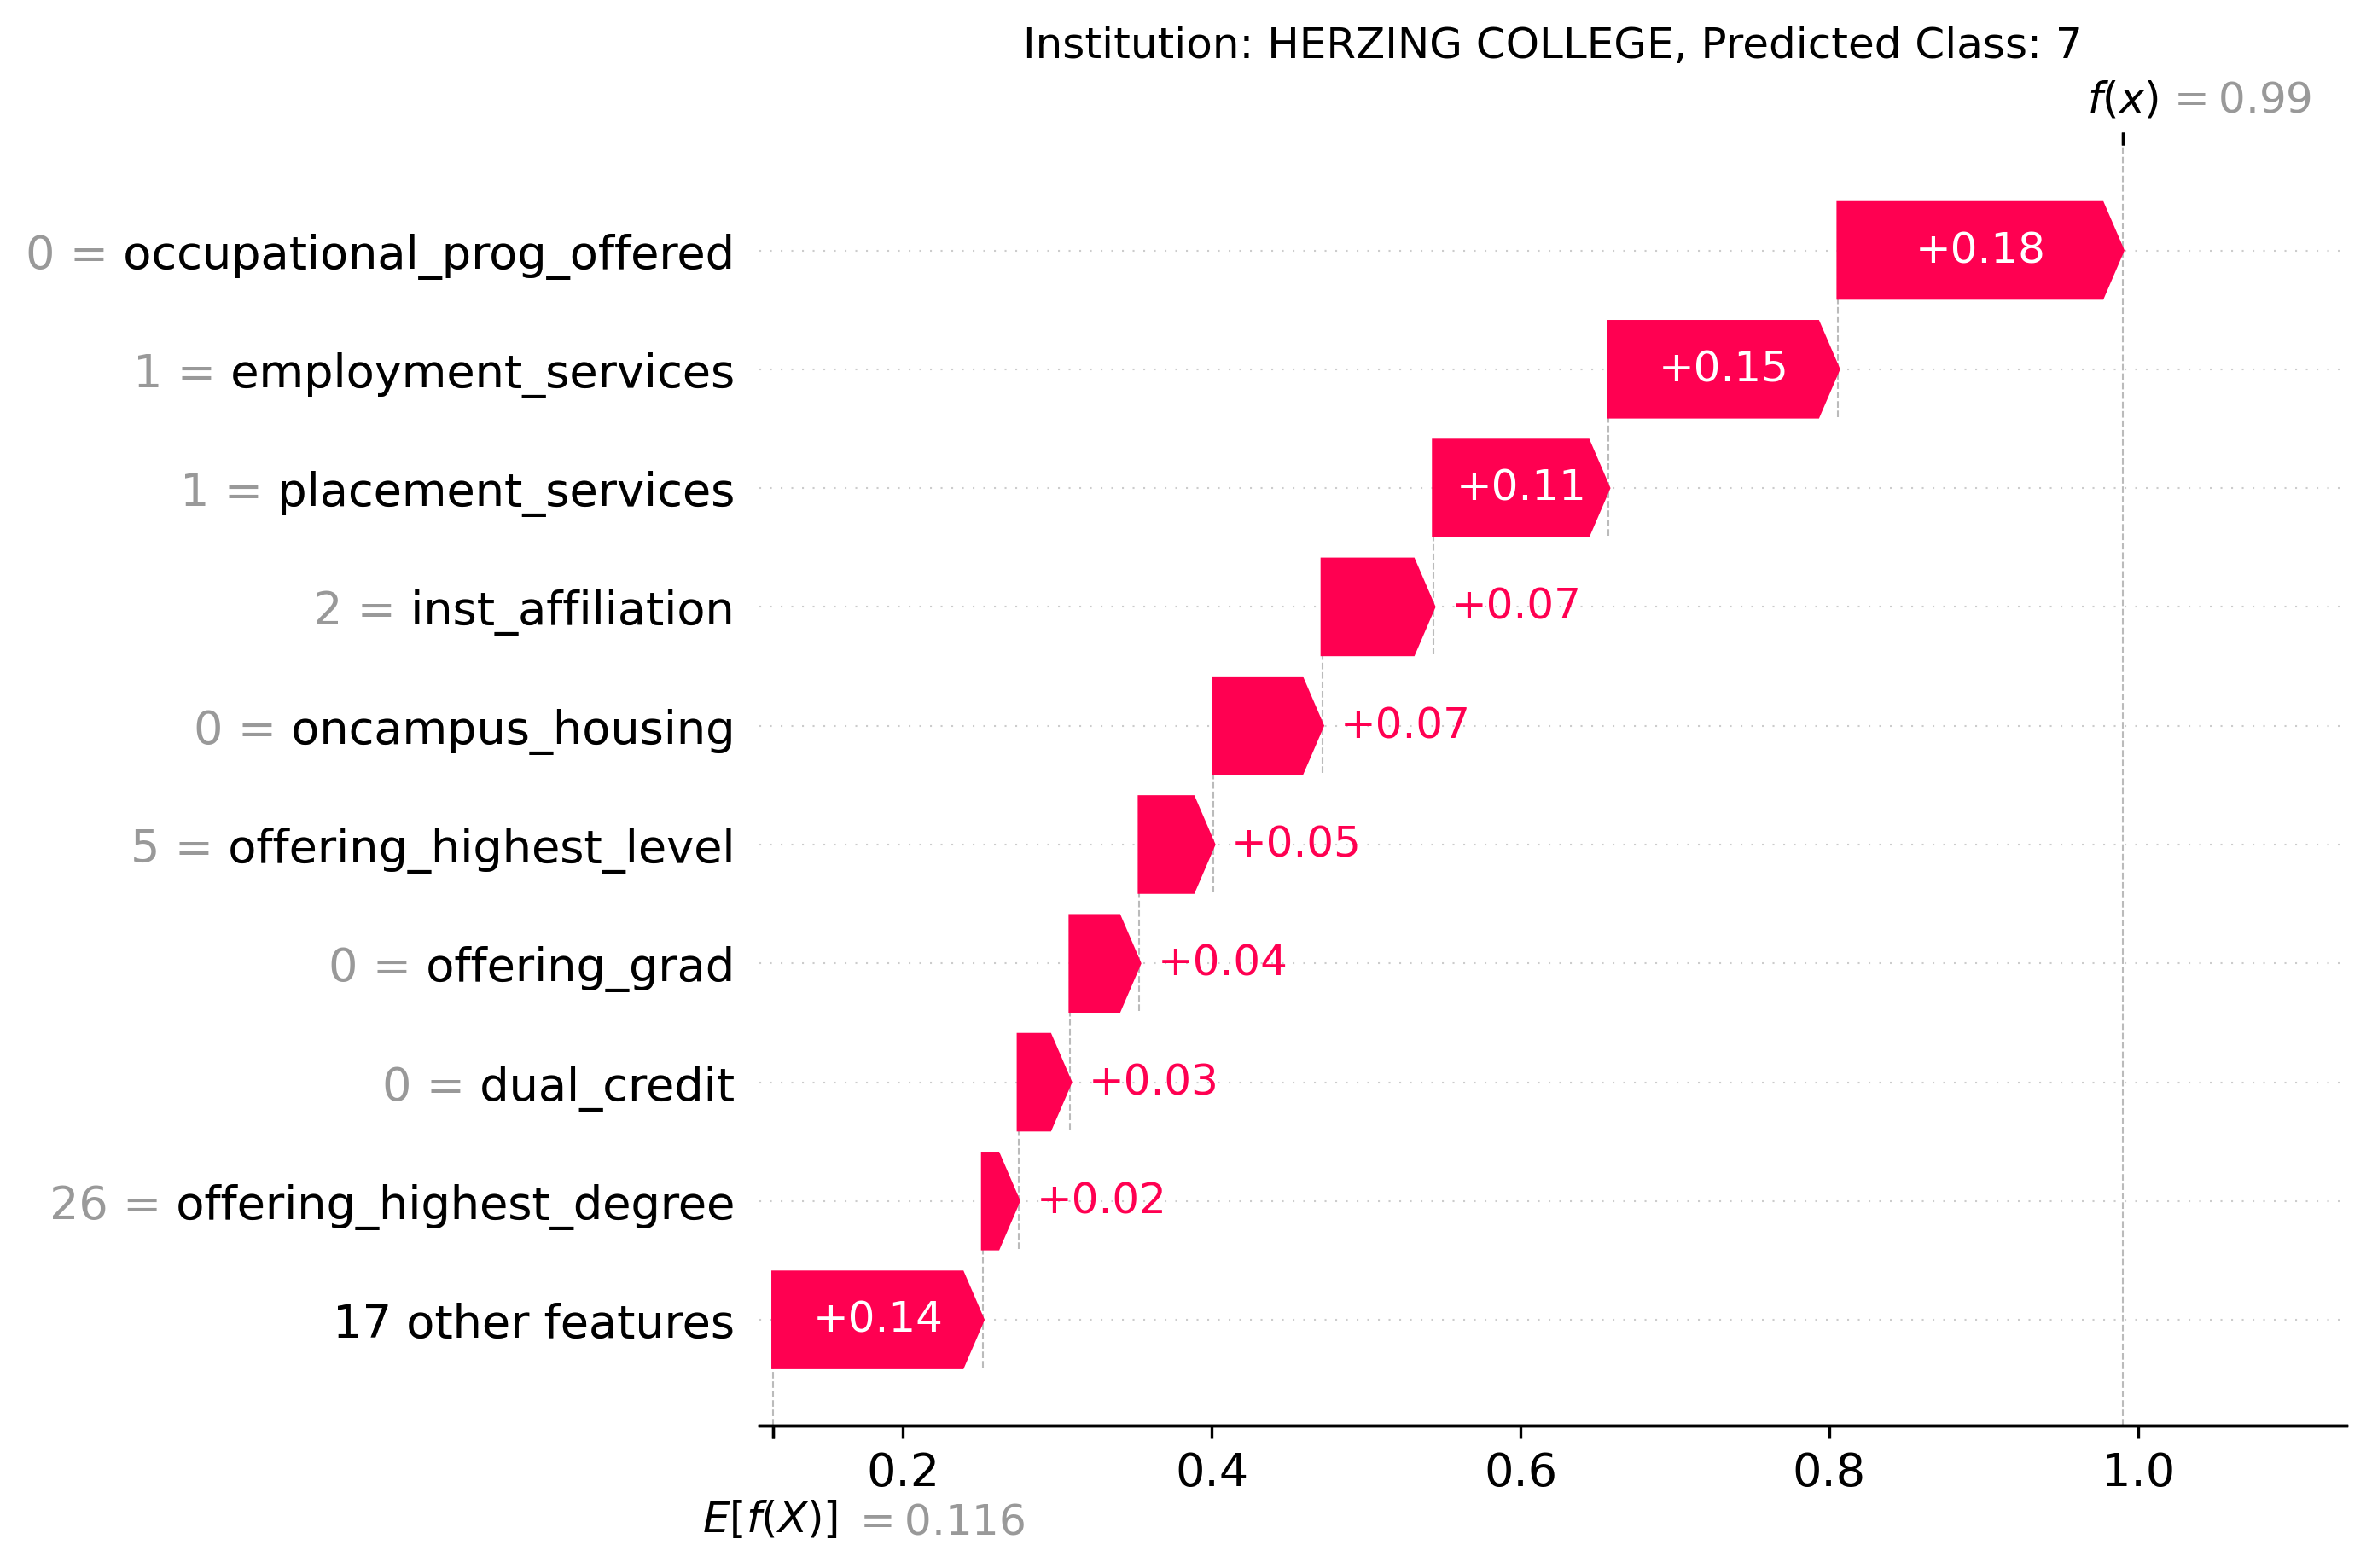 Institution: HERZING COLLEGE, Predicted Class: 7
f(x) = 0.99
0 = occupational_prog_offered +0.18
1 = employment_services +0.15
1 = placement_services +0.11
2 = inst_affiliation +0.07
0 = oncampus_housing +0.07
5 = offering_highest_level +0.05
0 = offering_grad +0.04
0 = dual_credit +0.03
26 = offering_highest_degree +0.02
17 other features +0.14
0.2 0.4 0.6 0.8 1.0
E[f(X)] = 0.116